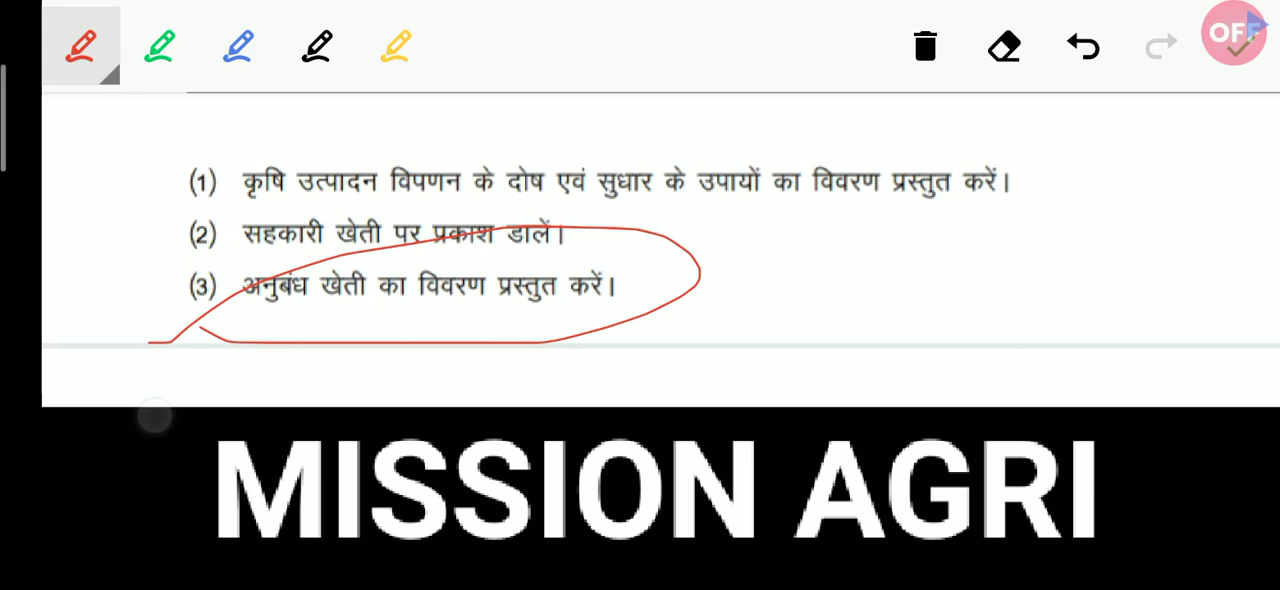 OFF
(1) कृषि उत्पादन विपणन के दोष एवं सुधार के उपायों का विवरण प्रस्तुत करें।
(2) सहकारी खेती पर प्रकाश डालें।
(3) अनुबंध खेती का विवरण प्रस्तुत करें।
MISSION AGRI